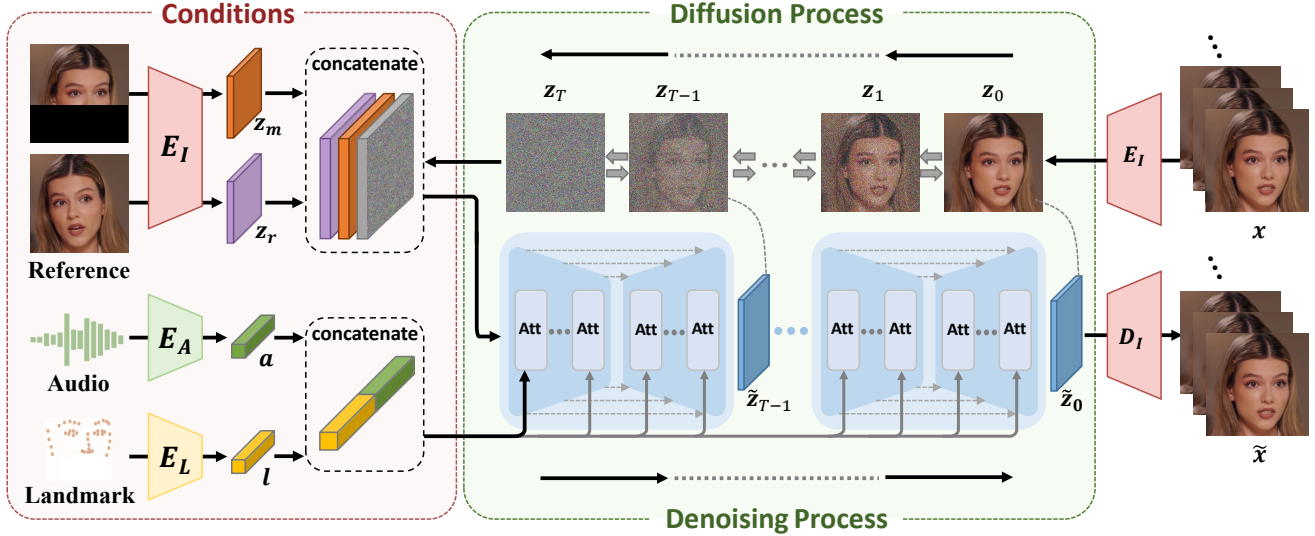 Conditions
Diffusion Process
concatenate
E_I
z_m
z_r
Reference
z_T
z_{T-1}
z_1
z_0
E_I
x
Audio
E_A
a
concatenate
Landmark
E_L
l
Att
Att
Att
Att
z̃_{T-1}
Att
Att
Att
Att
z̃_0
D_I
x̃
Denoising Process